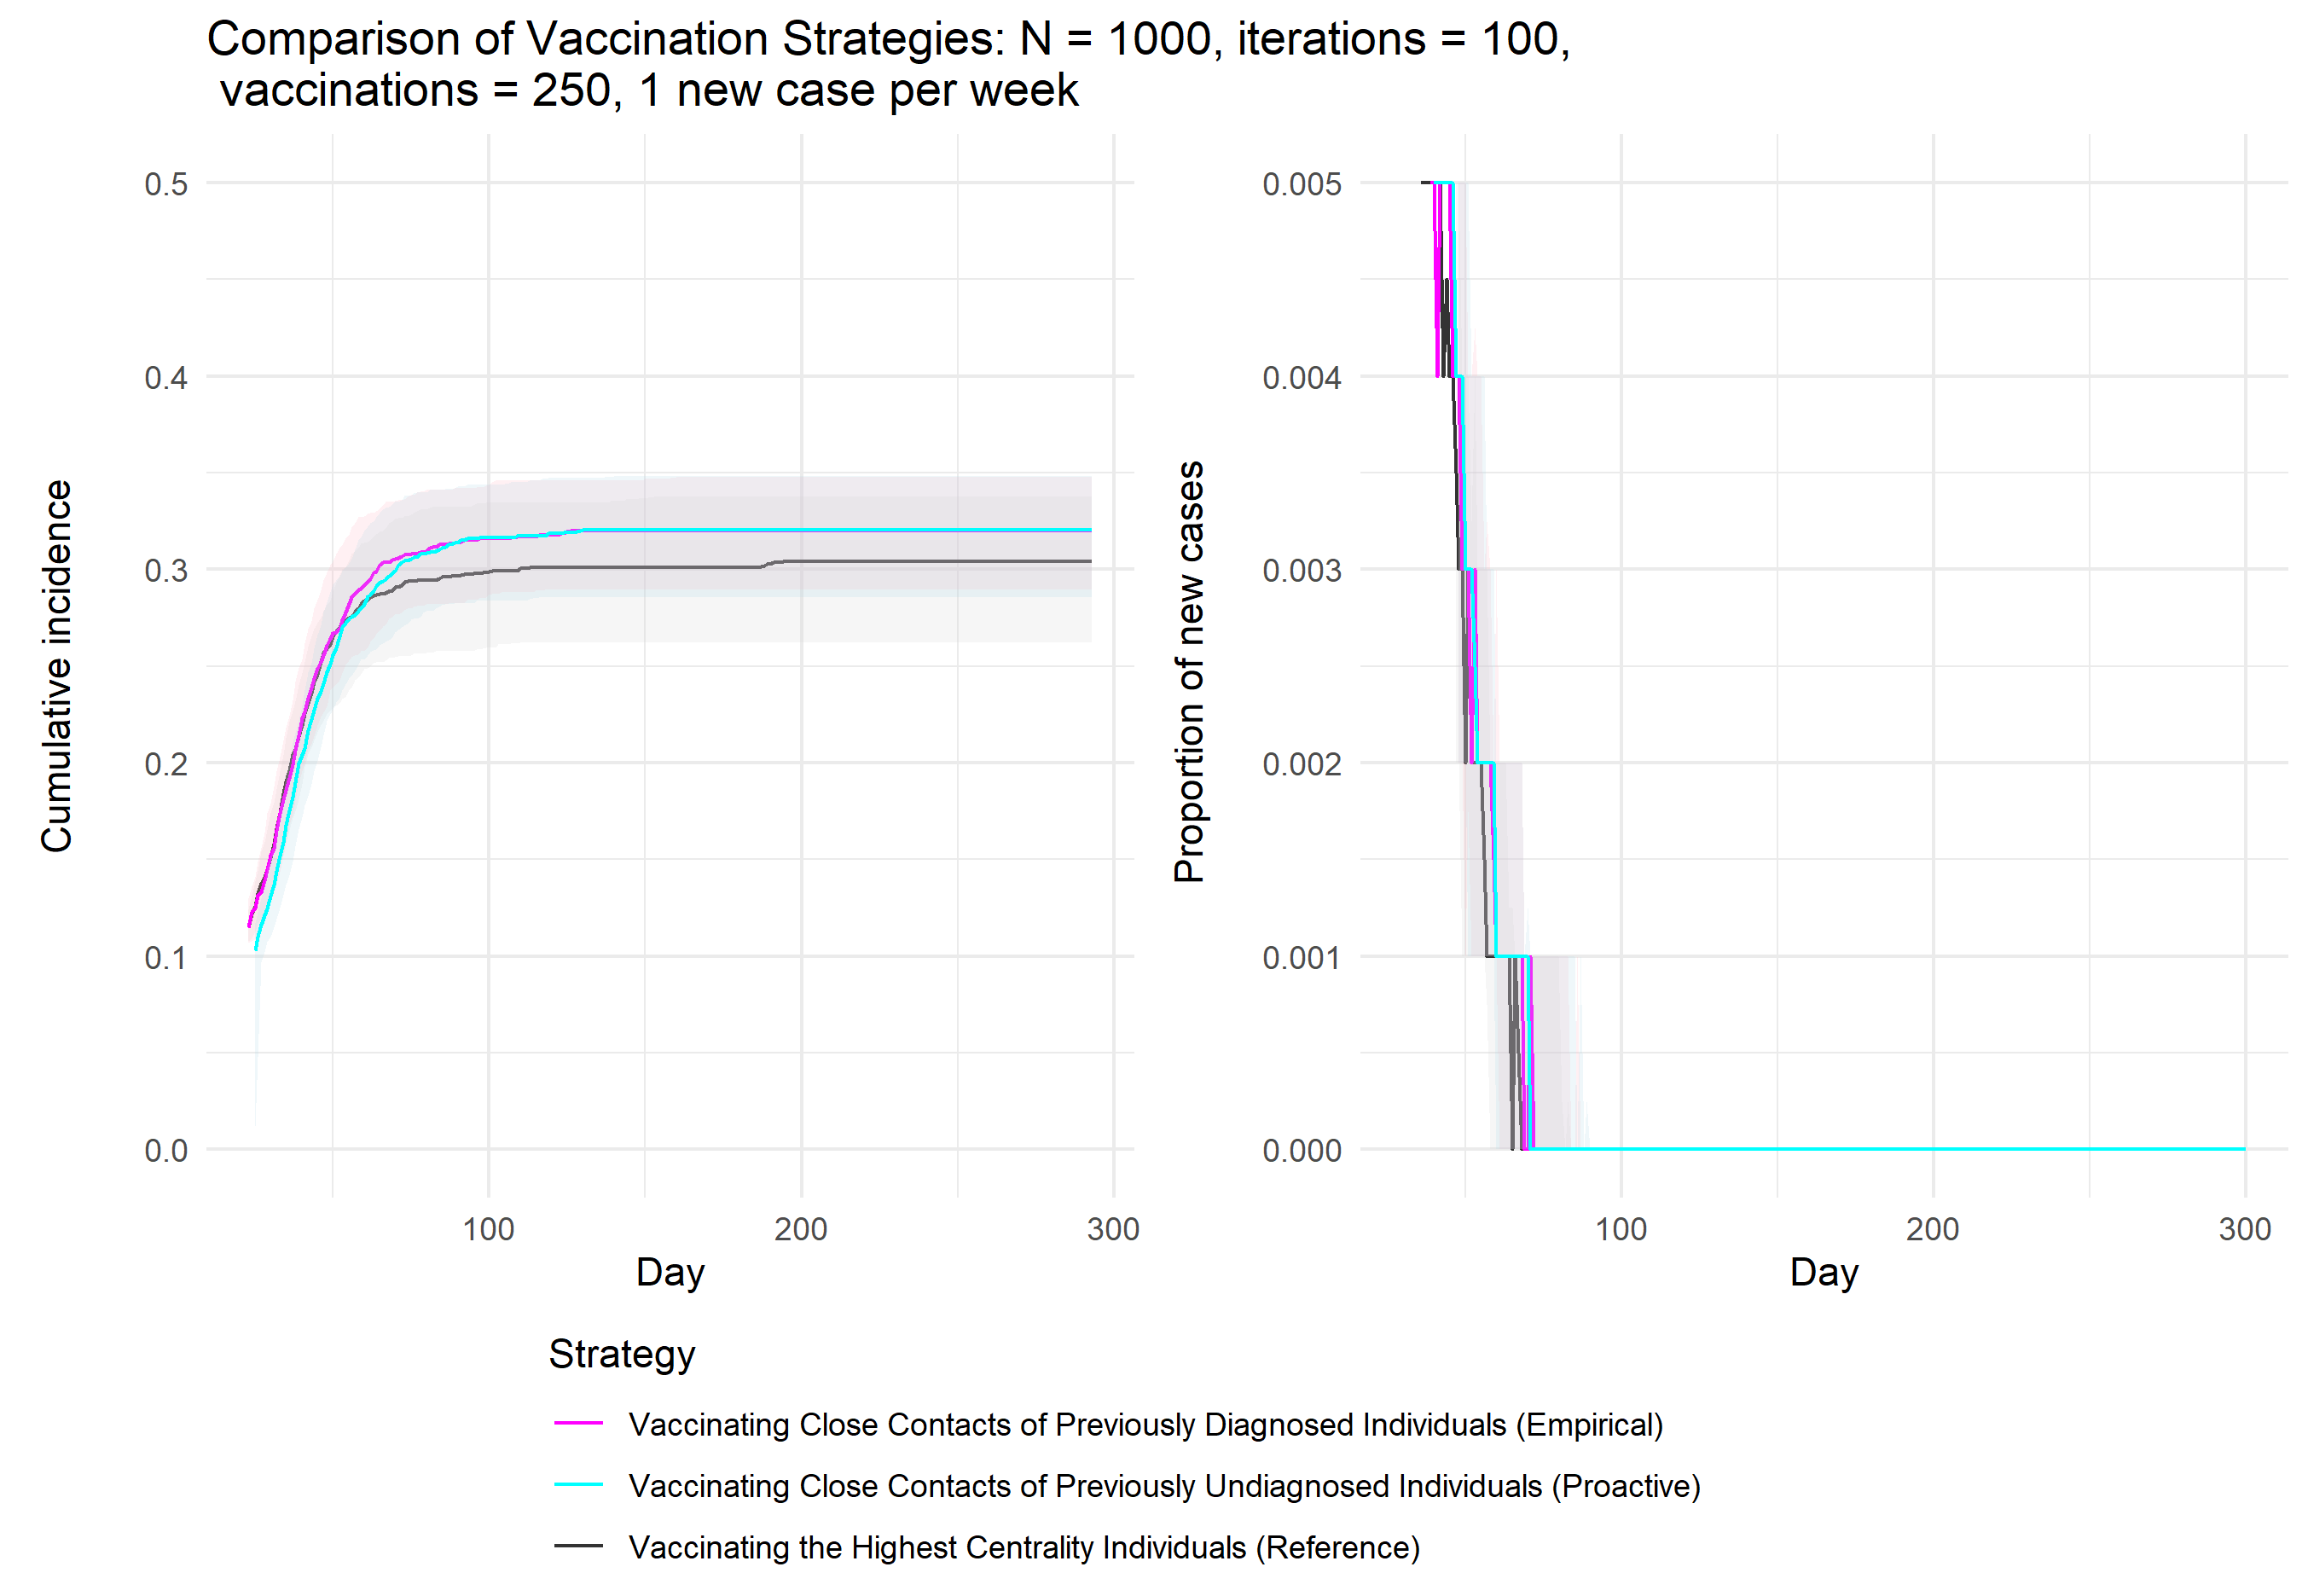 Comparison of Vaccination Strategies: N = 1000, iterations = 100,
vaccinations = 250, 1 new case per week
Cumulative incidence
0.5
0.4
0.3
0.2
0.1
0.0
100
200
300
Day
Proportion of new cases
0.005
0.004
0.003
0.002
0.001
0.000
100
200
300
Day
Strategy
Vaccinating Close Contacts of Previously Diagnosed Individuals (Empirical)
Vaccinating Close Contacts of Previously Undiagnosed Individuals (Proactive)
Vaccinating the Highest Centrality Individuals (Reference)